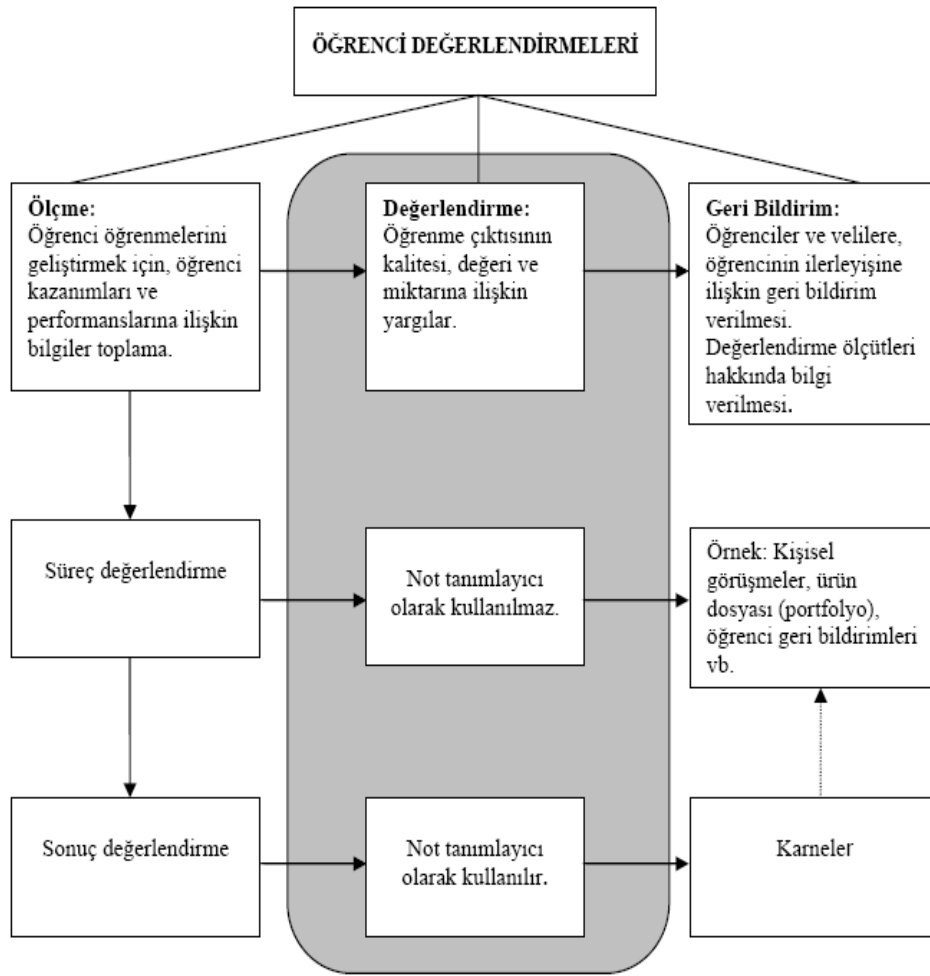 ÖĞRENCİ DEĞERLENDİRMELERİ
Ölçme:
Öğrenci öğrenmelerini
geliştirmek için, öğrenci
kazanımları ve
performanslarına ilişkin
bilgiler toplama.
Değerlendirme:
Öğrenme çıktısının
kalitesi, değeri ve
miktarına ilişkin
yargılar.
Geri Bildirim:
Öğrenciler ve velilere,
öğrencinin ilerleyişine
ilişkin geri bildirim
verilmesi.
Değerlendirme ölçütleri
hakkında bilgi
verilmesi.
Süreç değerlendirme
Not tanımlayıcı
olarak kullanılmaz.
Örnek: Kişisel
görüşmeler, ürün
dosyası (portfolyo),
öğrenci geri bildirimleri
vb.
Sonuç değerlendirme
Not tanımlayıcı
olarak kullanılır.
Karneler